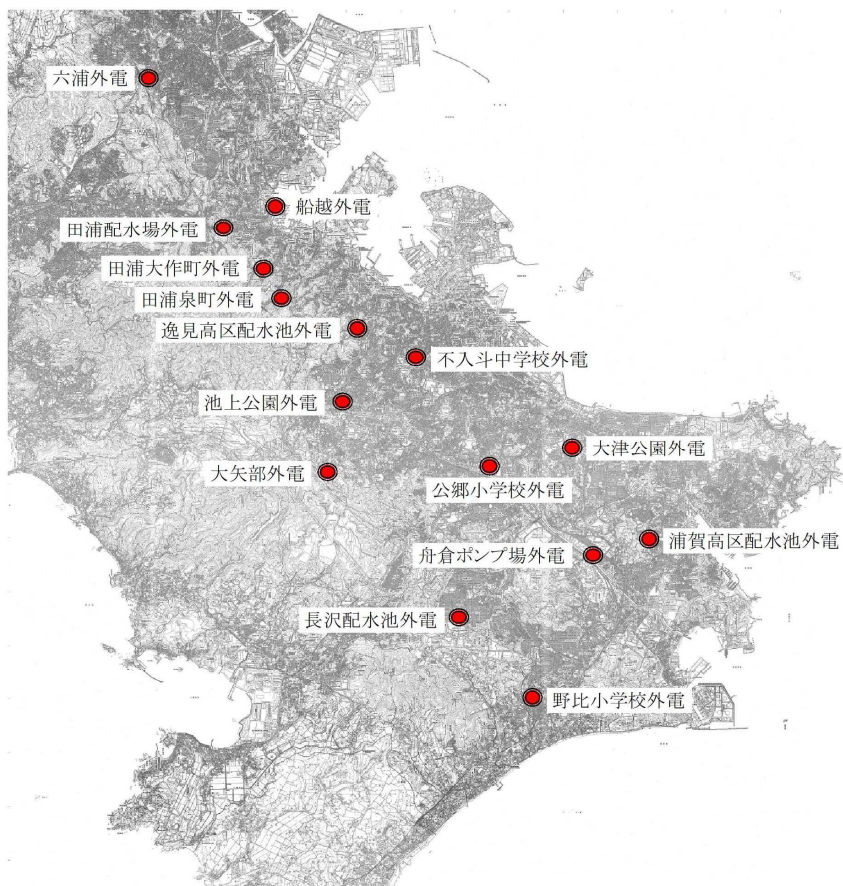 六浦外電
船越外電
田浦配水場外電
田浦大作町外電
田浦泉町外電
逸見高区配水池外電
不入斗中学校外電
池上公園外電
大津公園外電
大矢部外電
公郷小学校外電
浦賀高区配水池外電
舟倉ポンプ場外電
長沢配水池外電
野比小学校外電